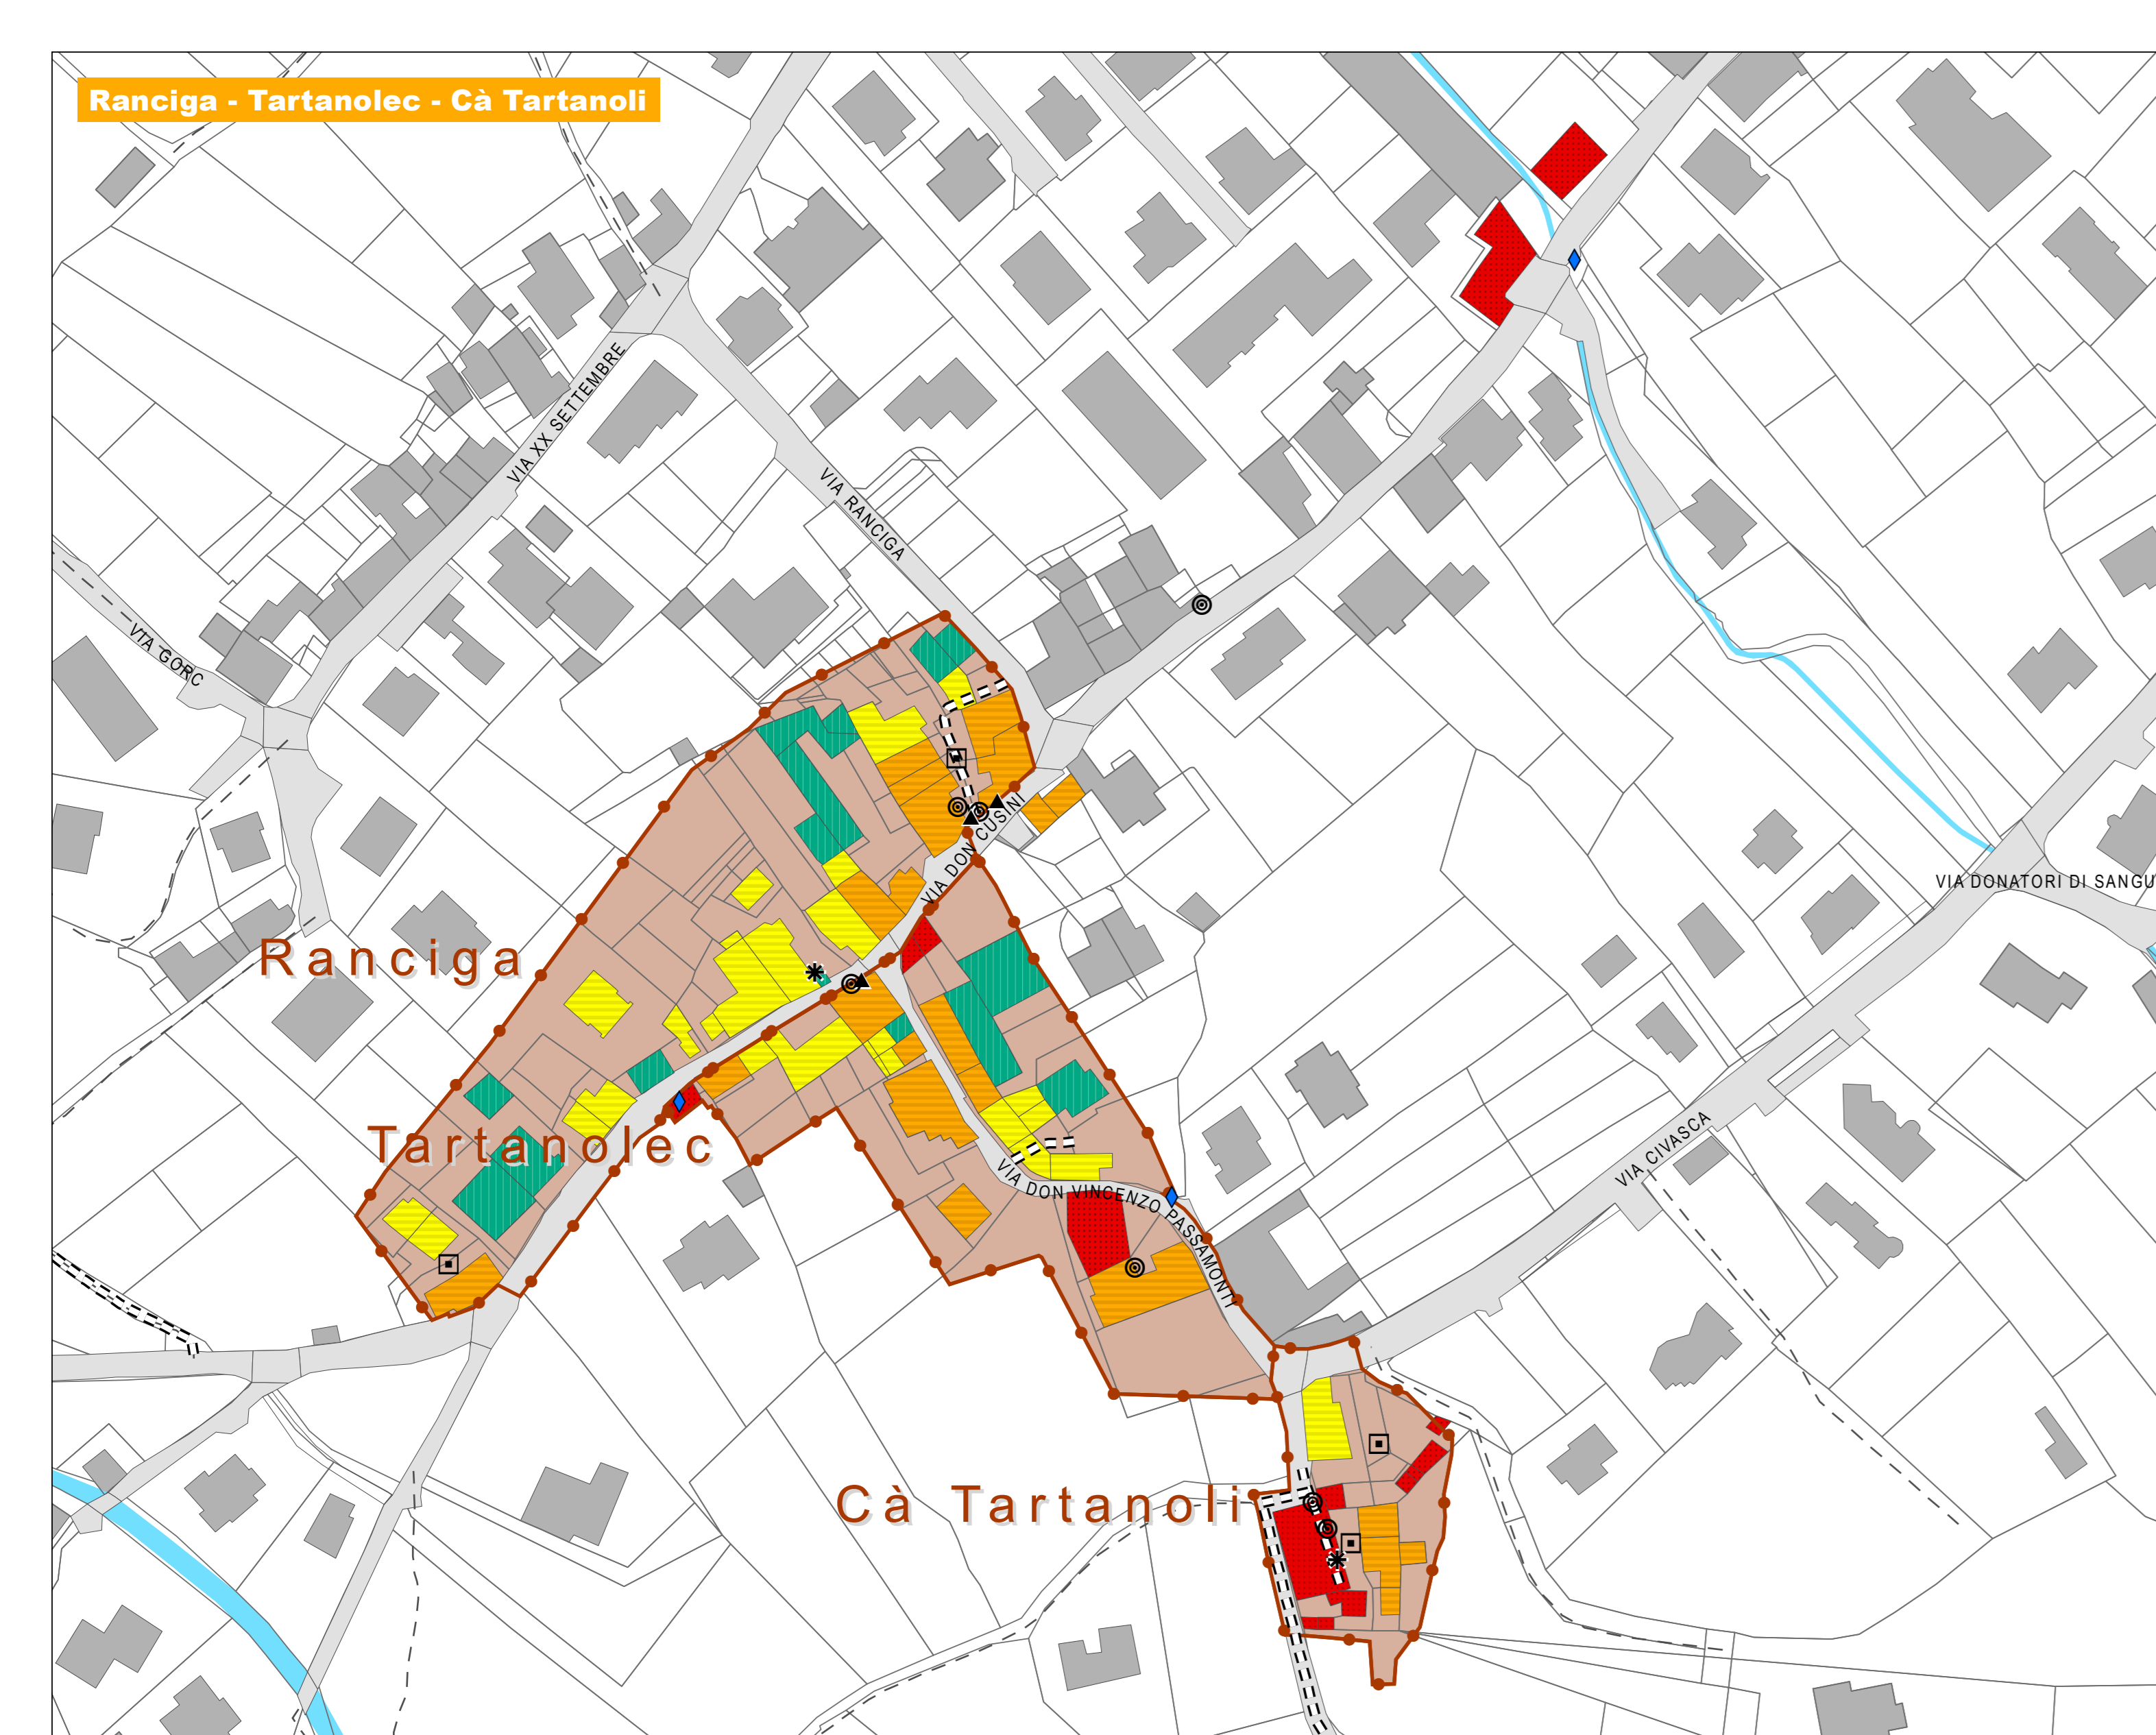 Ranciga - Tartanolec - Cà Tartanoli
VIA XX SETTEMBRE
VIA RANCIGA
VIA GORC
VIA DON CUSINI
VIA DONATORI DI SANGU
Ranciga
Tartanolec
VIA CIVASCA
VIA DON VINCENZO PASSAMONTI
Cà Tartanoli